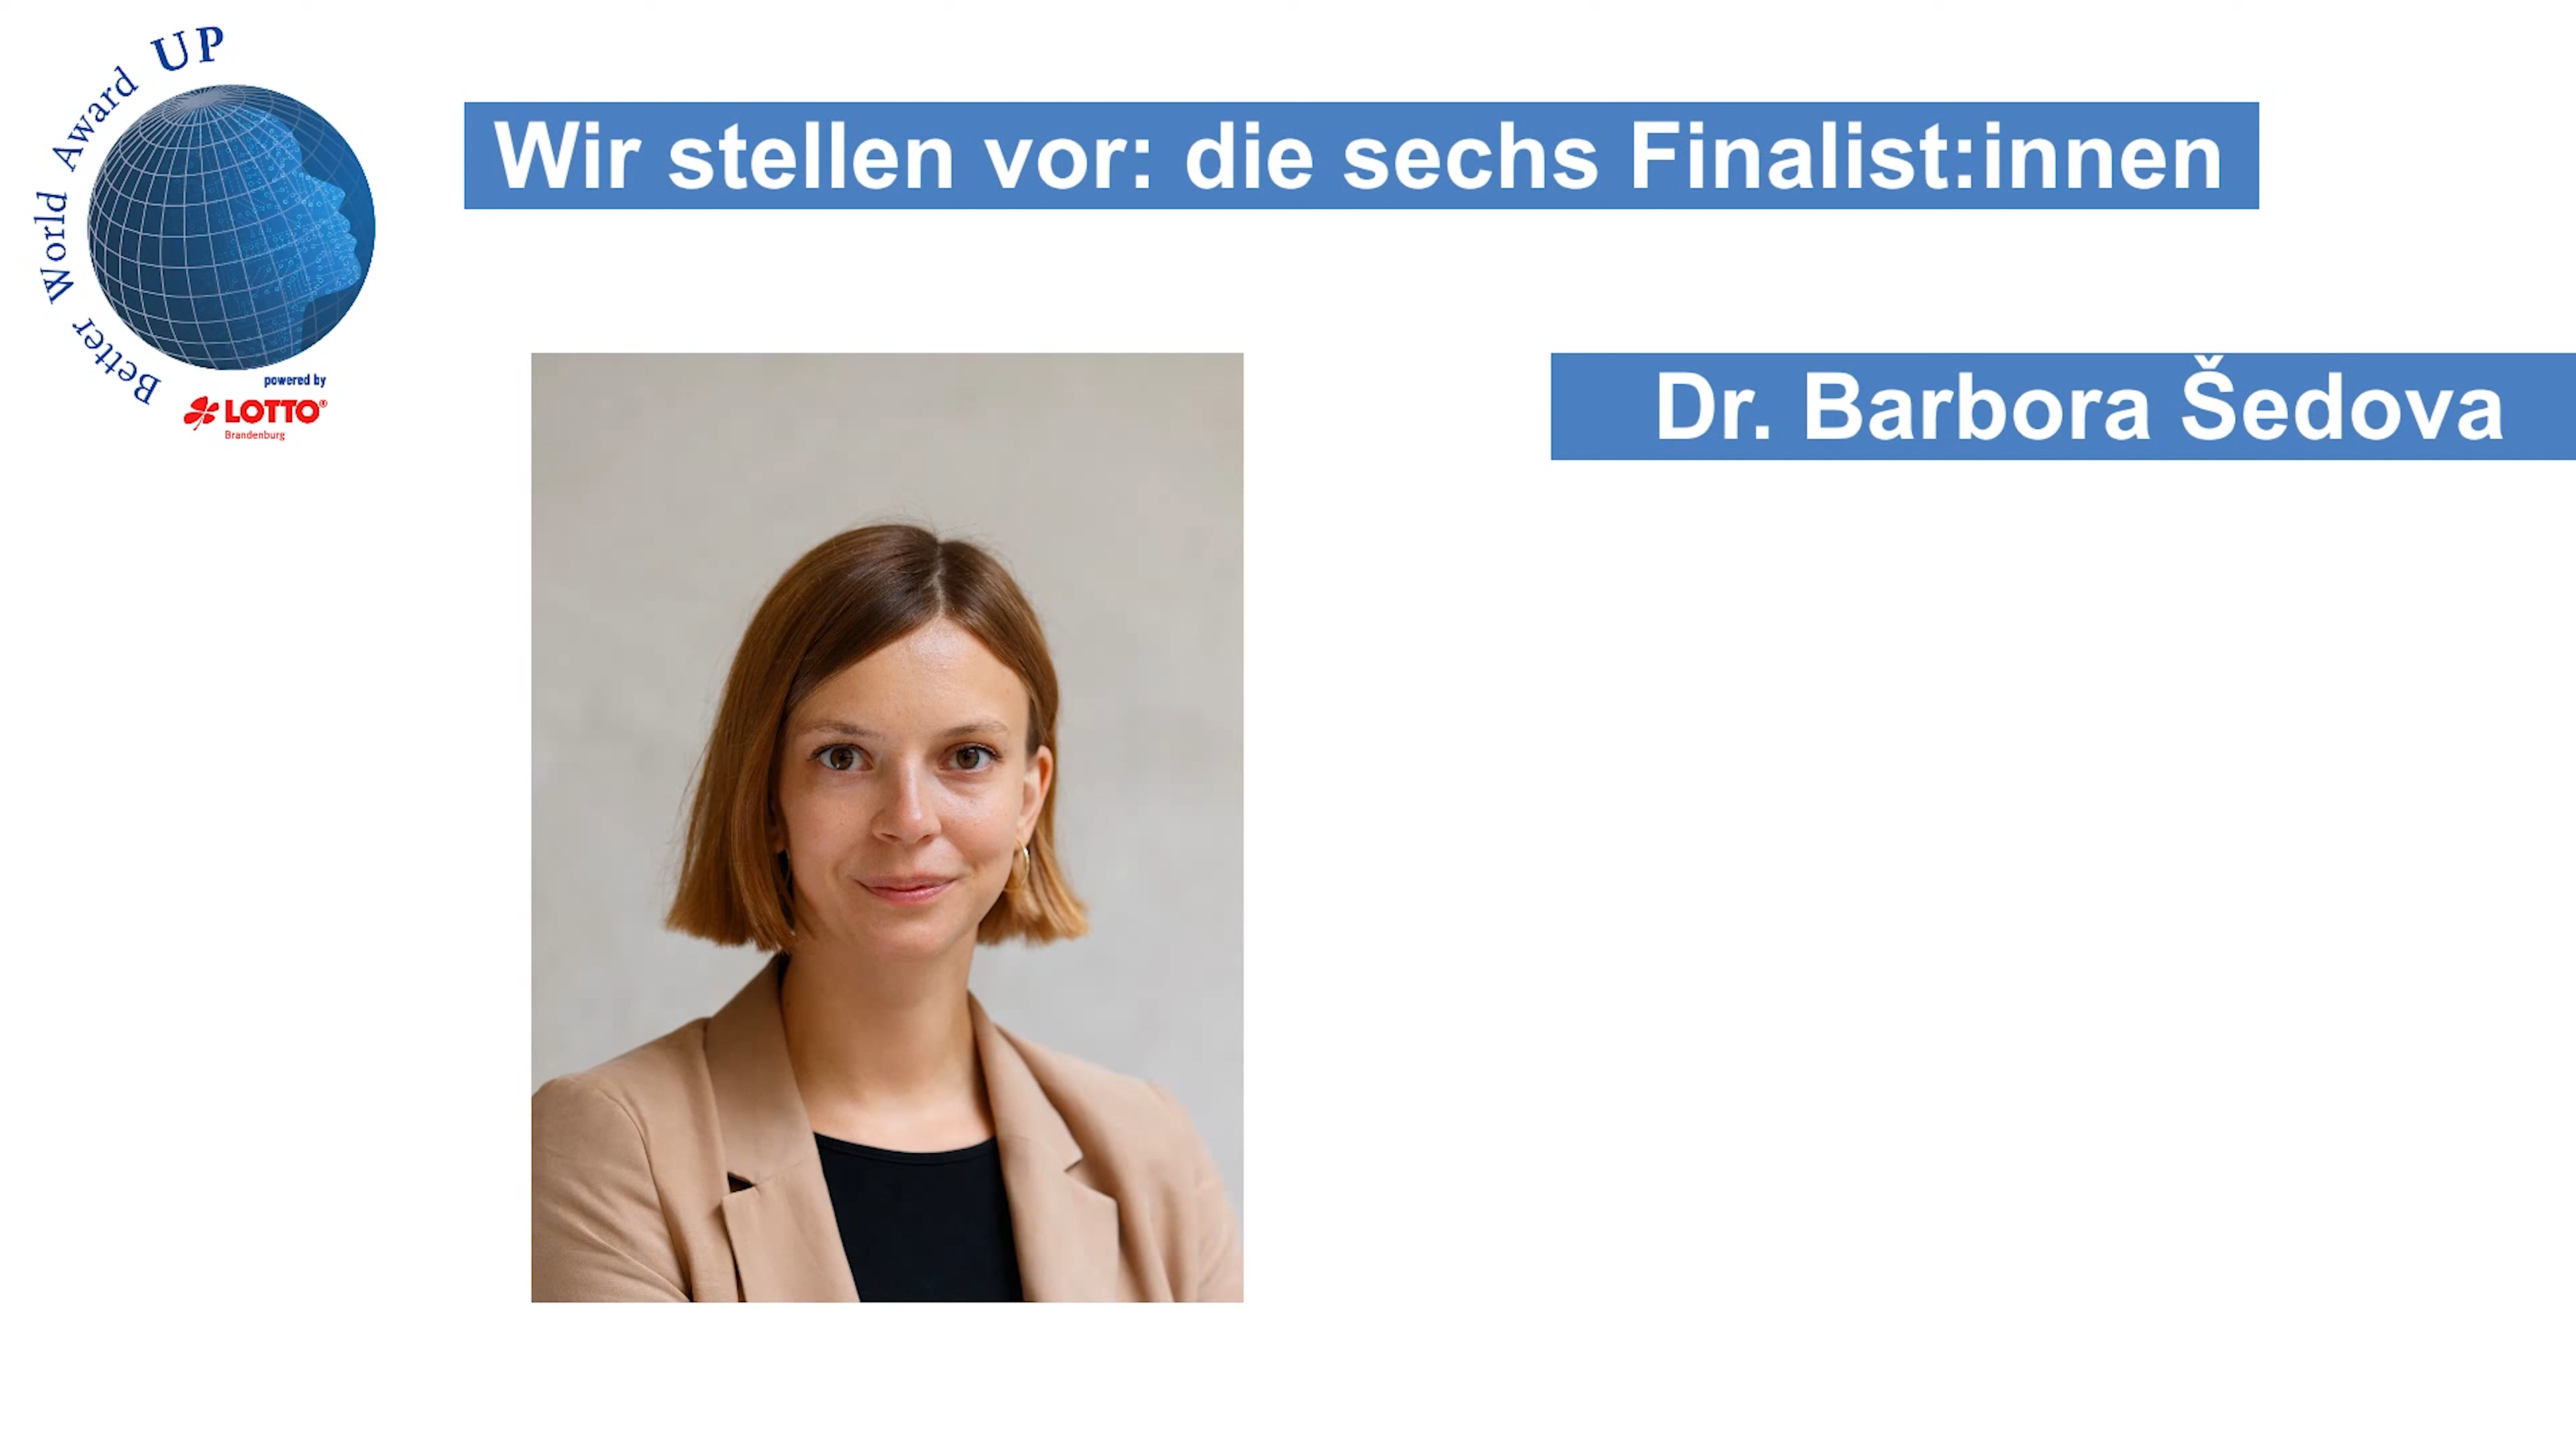 Better World Award UP
Wir stellen vor: die sechs Finalist:innen
Dr. Barbora Šedova
powered by
LOTTO®
Brandenburg